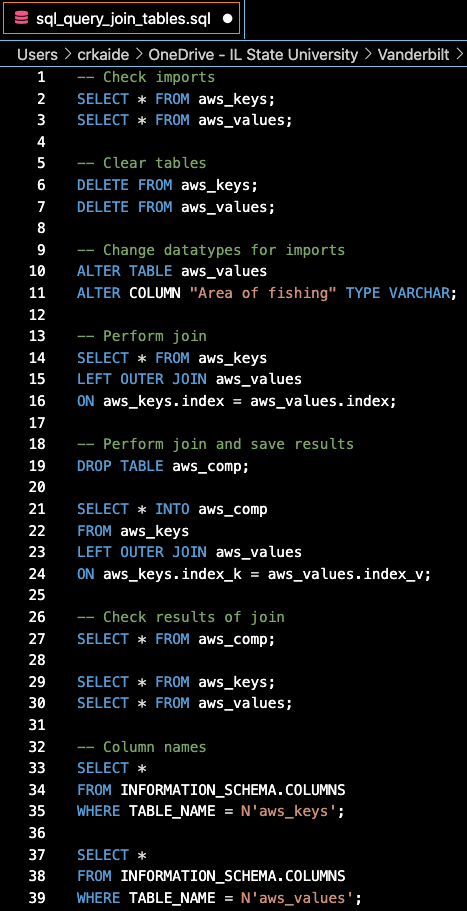 sql_query_join_tables.sql
Users > crkaide > OneDrive - IL State University > Vanderbilt >
1 -- Check imports
2 SELECT * FROM aws_keys;
3 SELECT * FROM aws_values;
4
5 -- Clear tables
6 DELETE FROM aws_keys;
7 DELETE FROM aws_values;
8
9 -- Change datatypes for imports
10 ALTER TABLE aws_values
11 ALTER COLUMN "Area of fishing" TYPE VARCHAR;
12
13 -- Perform join
14 SELECT * FROM aws_keys
15 LEFT OUTER JOIN aws_values
16 ON aws_keys.index = aws_values.index;
17
18 -- Perform join and save results
19 DROP TABLE aws_comp;
20
21 SELECT * INTO aws_comp
22 FROM aws_keys
23 LEFT OUTER JOIN aws_values
24 ON aws_keys.index_k = aws_values.index_v;
25
26 -- Check results of join
27 SELECT * FROM aws_comp;
28
29 SELECT * FROM aws_keys;
30 SELECT * FROM aws_values;
31
32 -- Column names
33 SELECT *
34 FROM INFORMATION_SCHEMA.COLUMNS
35 WHERE TABLE_NAME = N'aws_keys';
36
37 SELECT *
38 FROM INFORMATION_SCHEMA.COLUMNS
39 WHERE TABLE_NAME = N'aws_values';